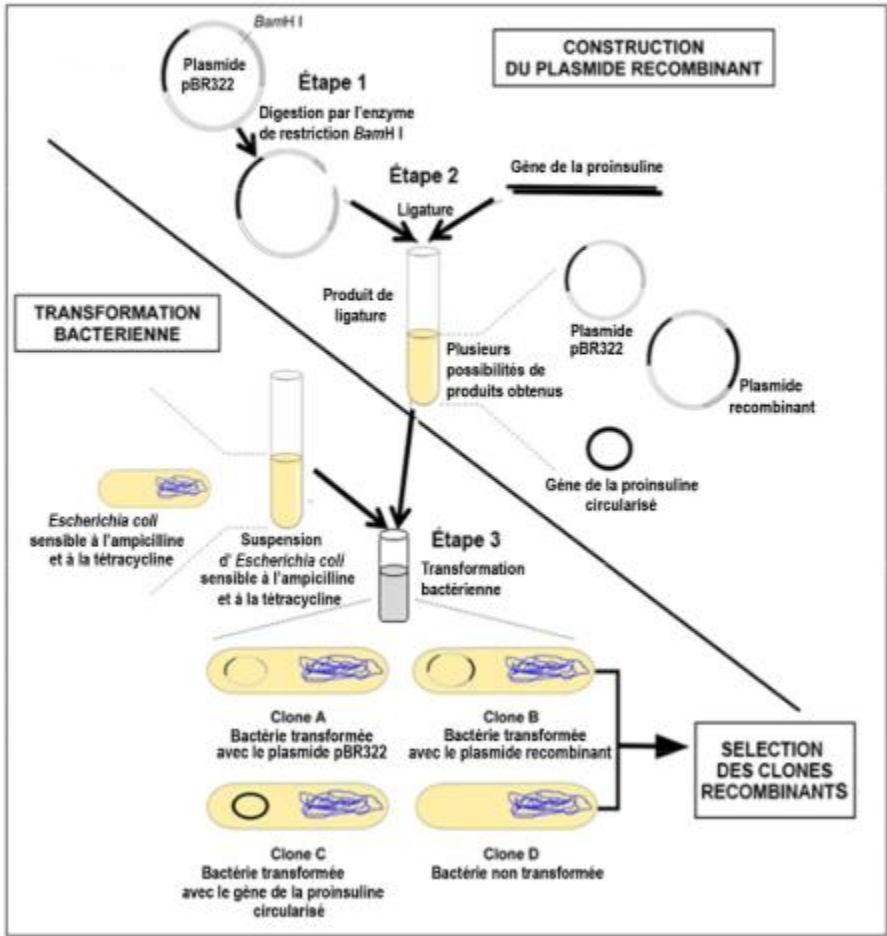 BamH I
Plasmide
pBR322
CONSTRUCTION
DU PLASMIDE RECOMBINANT
Étape 1
Digestion par l'enzyme
de restriction BamH I
Étape 2
Ligature
Gène de la proinsuline
Produit de
ligature
Plusieurs
possibilités de
produits obtenus
Plasmide
pBR322
Plasmide
recombinant
Gène de la proinsuline
circularisé
TRANSFORMATION
BACTERIENNE
Escherichia coli
sensible à l'ampicilline
et à la tétracycline
Suspension
d' Escherichia coli
sensible à l'ampicilline
et à la tétracycline
Étape 3
Transformation
bactérienne
Clone A
Bactérie transformée
avec le plasmide pBR322
Clone B
Bactérie transformée
avec le plasmide recombinant
Clone C
Bactérie transformée
avec le gène de la proinsuline
circularisé
Clone D
Bactérie non transformée
SELECTION
DES CLONES
RECOMBINANTS